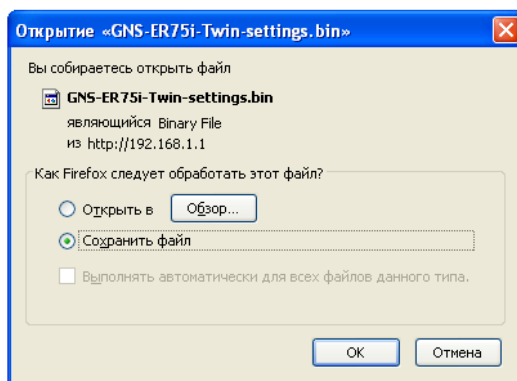 Открытие «GNS-ER75i-Twin-settings.bin»
Вы собираетесь открыть файл
GNS-ER75i-Twin-settings.bin
являющийся Binary File
из http://192.168.1.1
Как Firefox следует обработать этот файл?
Открыть в Обзор...
Сохранить файл
Выполнять автоматически для всех файлов данного типа.
ОК Отмена